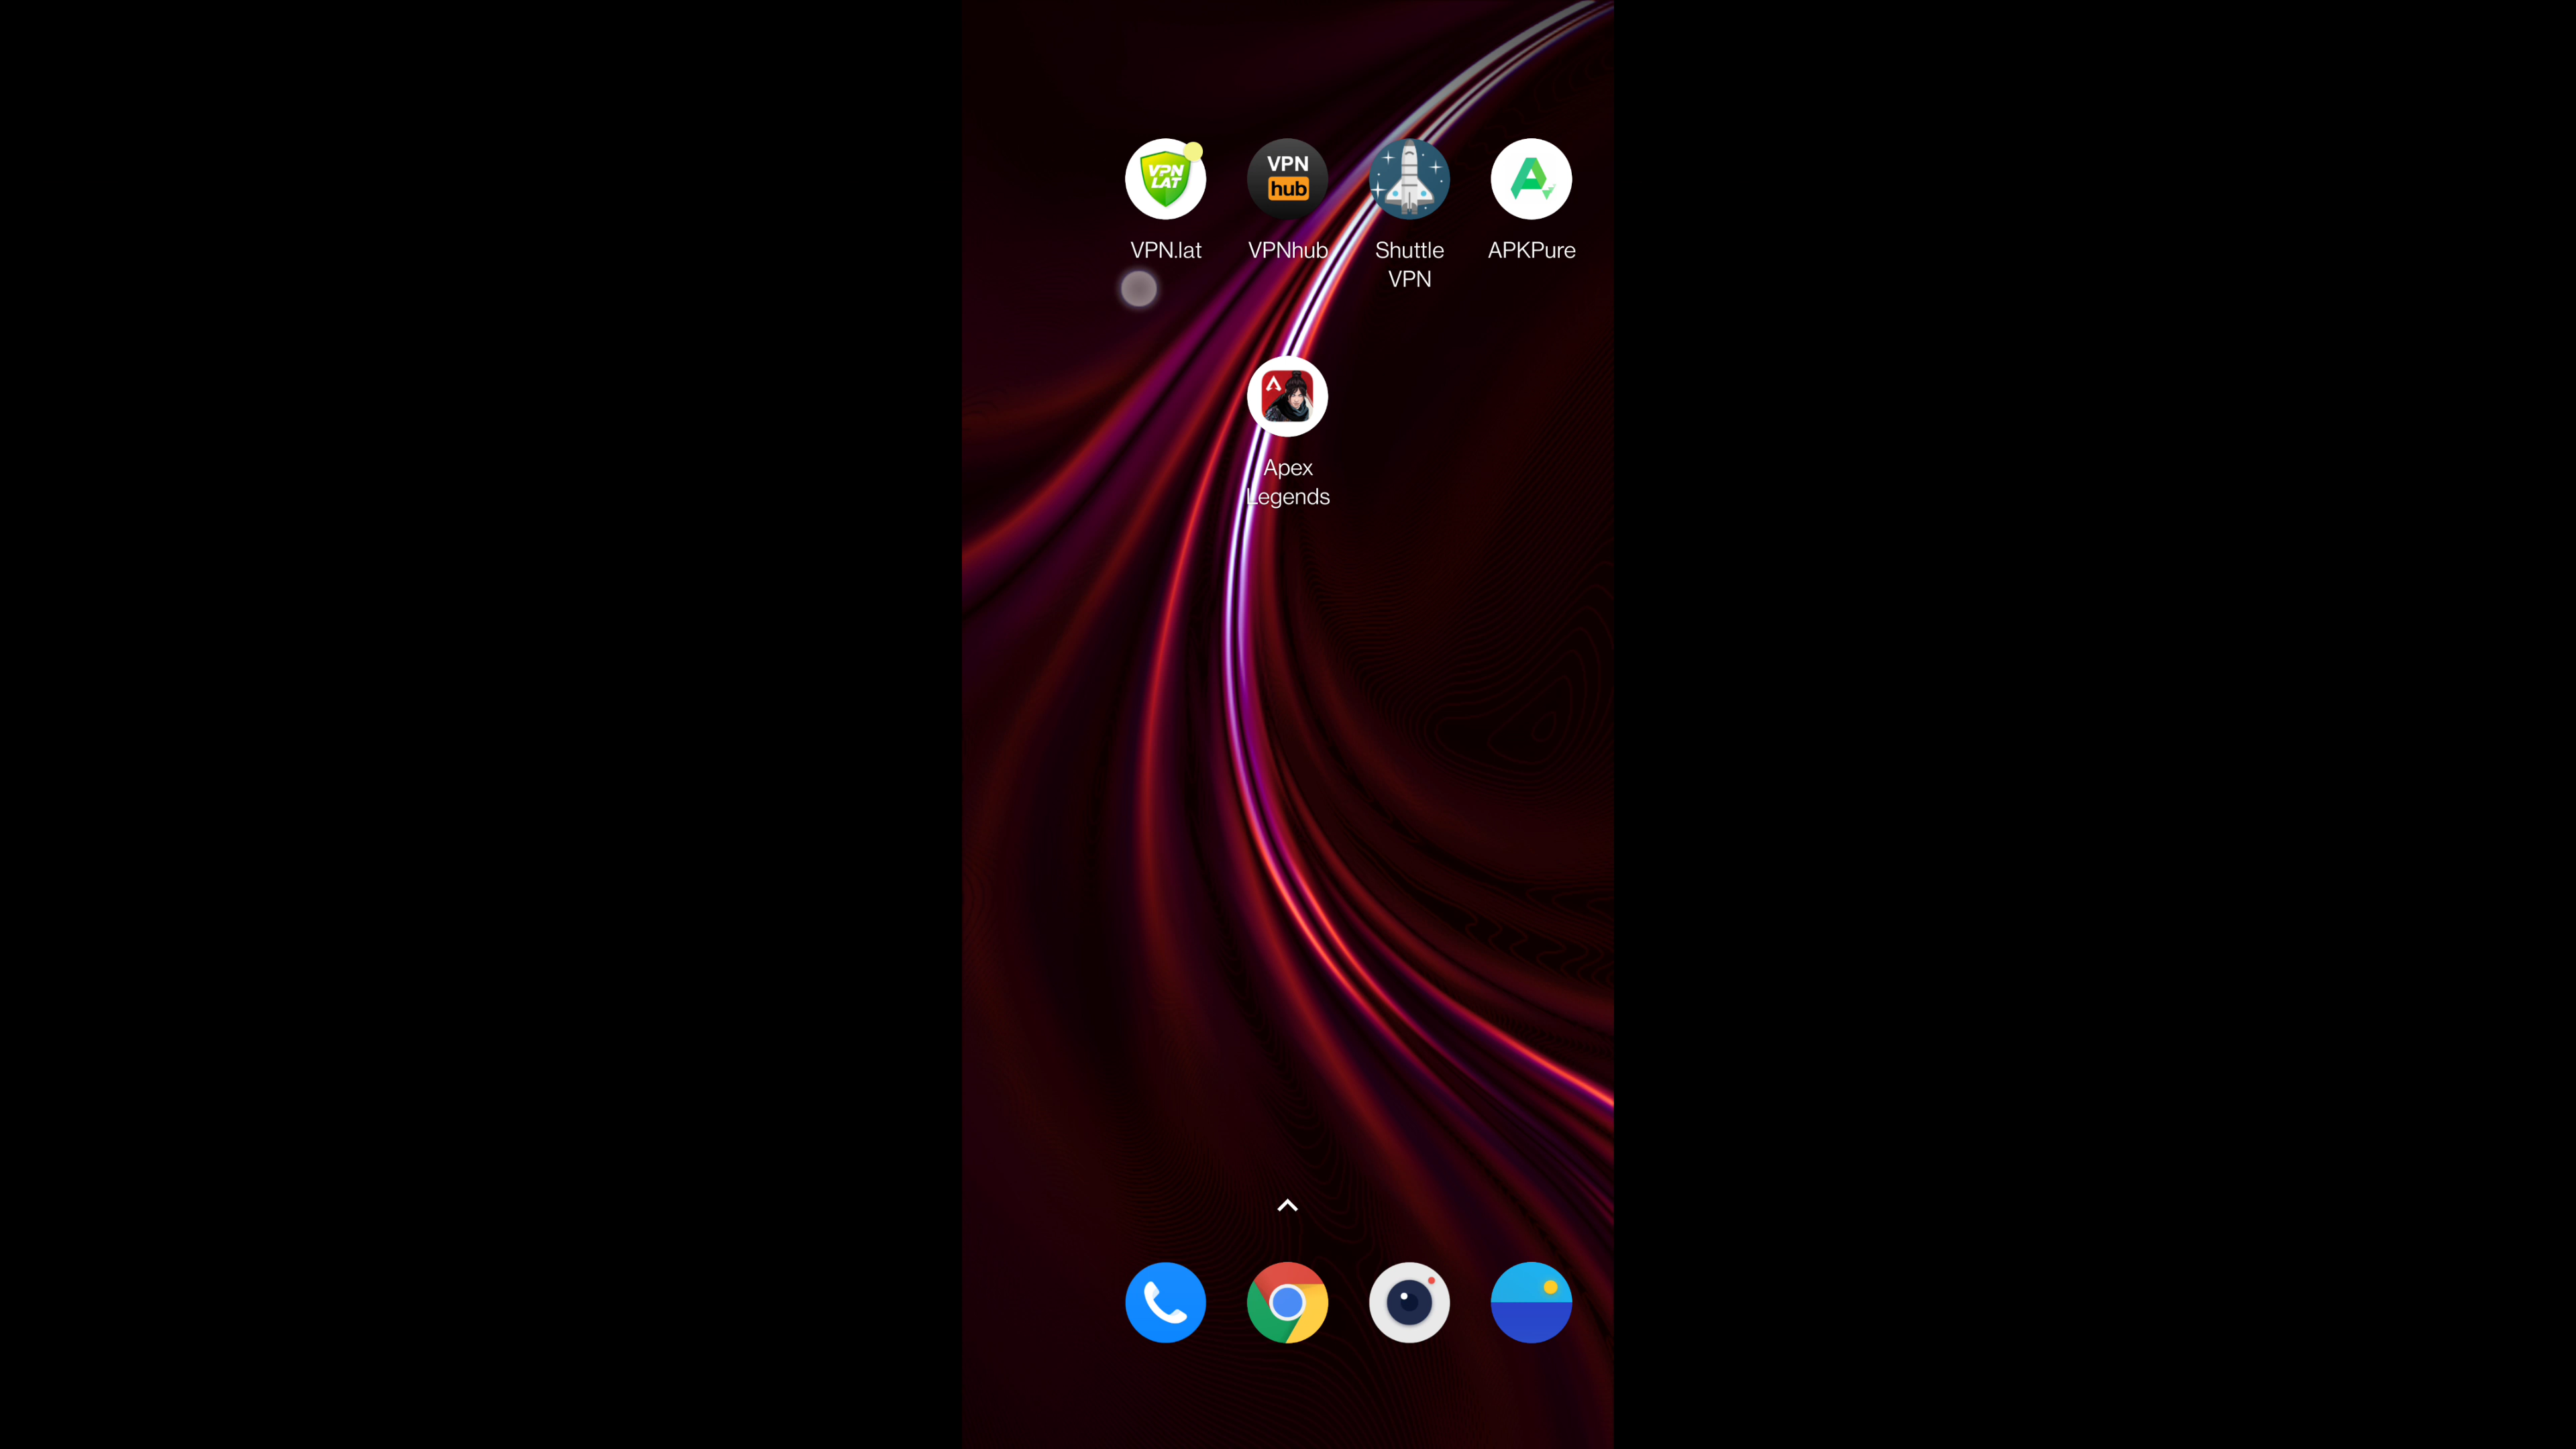 VPN
LAT
VPN
hub
VPN.lat
VPNhub
Shuttle
VPN
APKPure
Apex
Legends